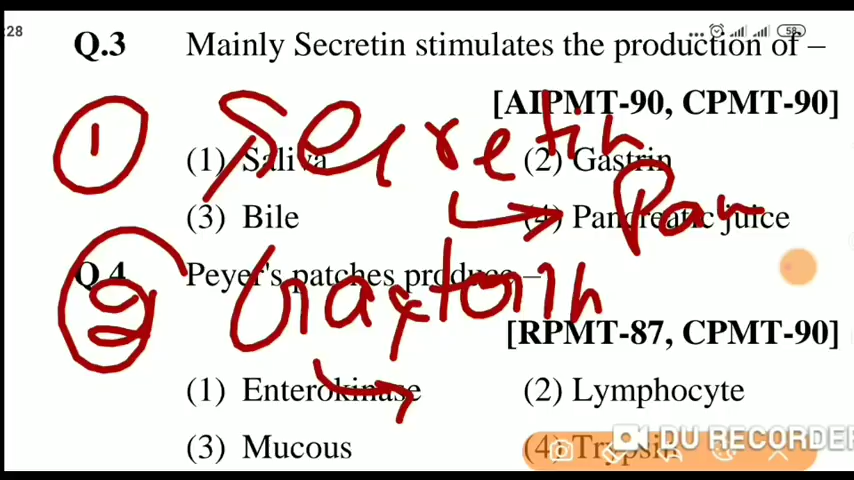 :28 ... 58
Q.3 Mainly Secretin stimulates the production of –
[AIPMT-90, CPMT-90]
① Secretin
(1) Saliva (2) Gastrin
Pan
(3) Bile (4) Pancreatic juice
Q.4 Peyer's patches produce –
②
[RPMT-87, CPMT-90]
(1) Enterokinase (2) Lymphocyte
(3) Mucous (4) Trypsin
DU RECORDER